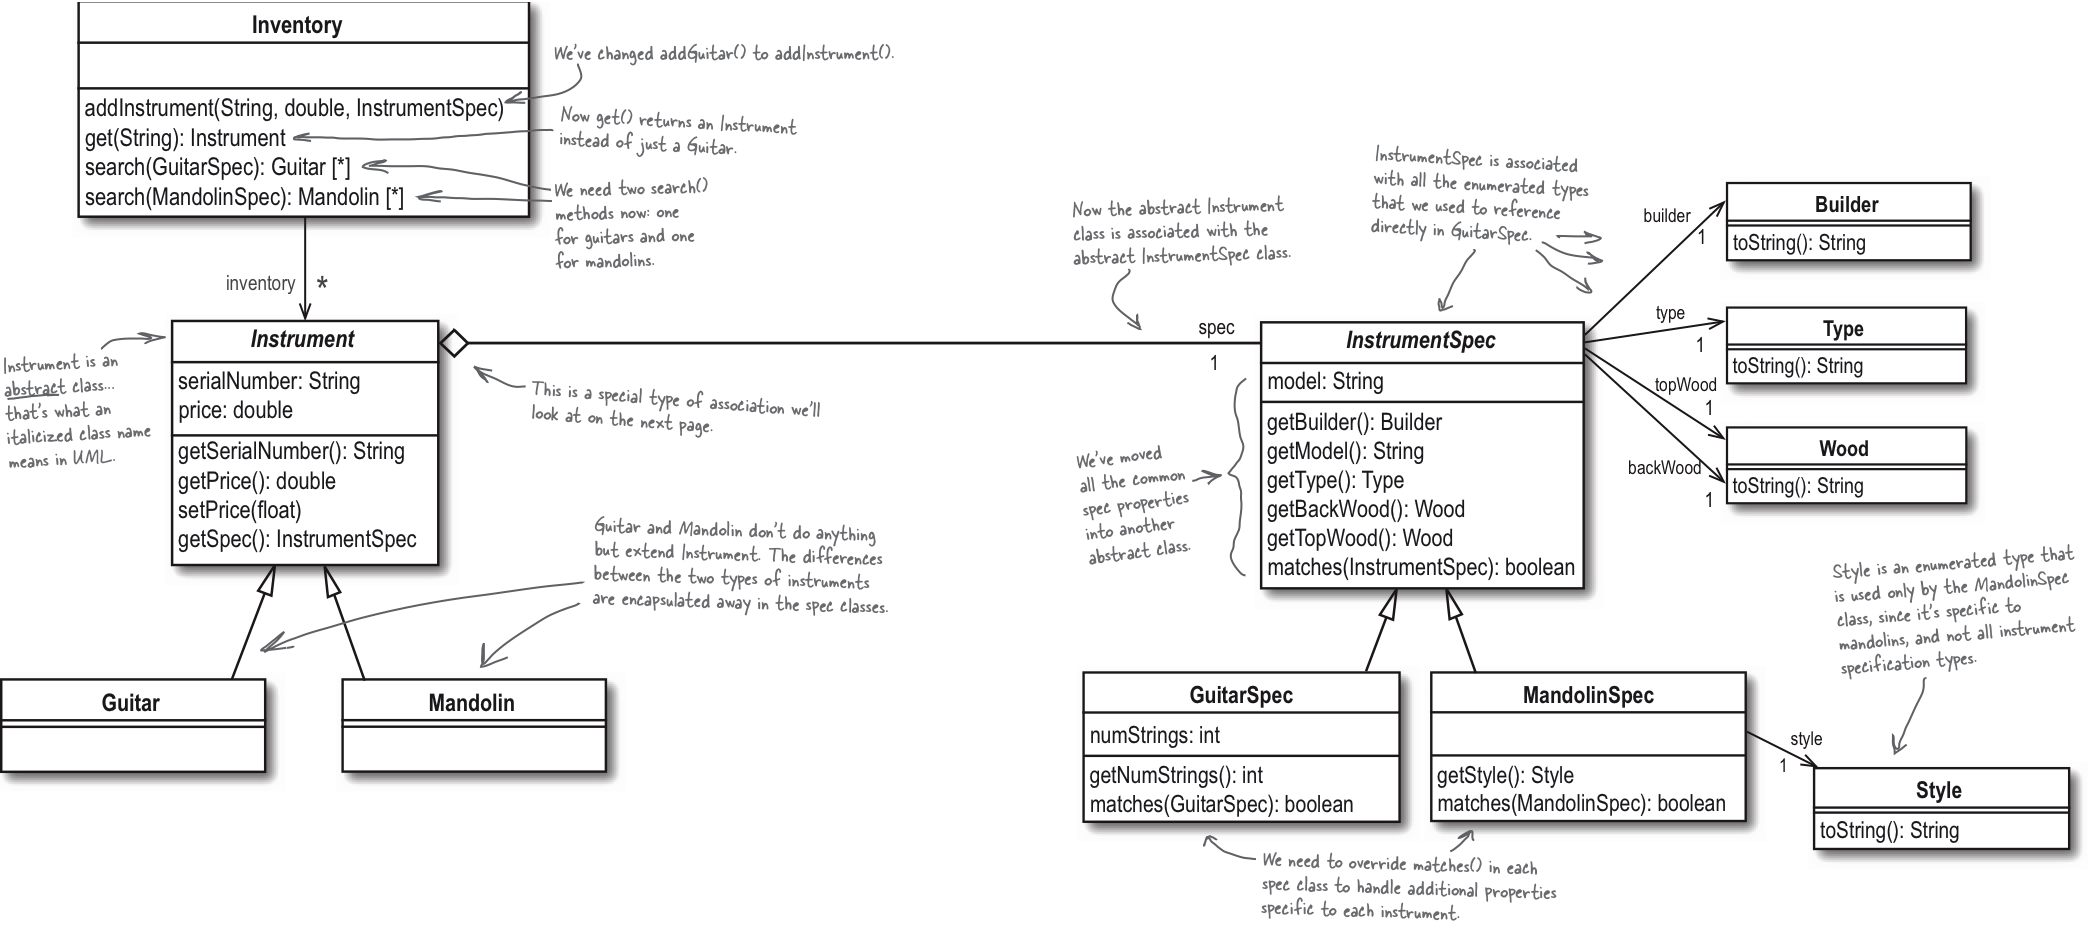 Inventory
addInstrument(String, double, InstrumentSpec)
get(String): Instrument
search(GuitarSpec): Guitar [*]
search(MandolinSpec): Mandolin [*]
We've changed addGuitar() to addInstrument().
Now get() returns an Instrument
instead of just a Guitar.
We need two search()
methods now: one
for guitars and one
for mandolins.
inventory
*
Instrument
serialNumber: String
price: double
getSerialNumber(): String
getPrice(): double
setPrice(float)
getSpec(): InstrumentSpec
Instrument is an
abstract class...
that's what an
italicized class name
means in UML.
This is a special type of association we'll
look at on the next page.
Guitar and Mandolin don't do anything
but extend Instrument. The differences
between the two types of instruments
are encapsulated away in the spec classes.
Guitar
Mandolin
Now the abstract Instrument
class is associated with the
abstract InstrumentSpec class.
spec
1
InstrumentSpec is associated
with all the enumerated types
that we used to reference
directly in GuitarSpec.
InstrumentSpec
model: String
getBuilder(): Builder
getModel(): String
getType(): Type
getBackWood(): Wood
getTopWood(): Wood
matches(InstrumentSpec): boolean
We've moved
all the common
spec properties
into another
abstract class.
builder
1
Builder
toString(): String
type
1
Type
toString(): String
topWood
1
backWood
1
Wood
toString(): String
GuitarSpec
numStrings: int
getNumStrings(): int
matches(GuitarSpec): boolean
MandolinSpec
getStyle(): Style
matches(MandolinSpec): boolean
We need to override matches() in each
spec class to handle additional properties
specific to each instrument.
Style is an enumerated type that
is used only by the MandolinSpec
class, since it's specific to
mandolins, and not all instrument
specification types.
style
1
Style
toString(): String